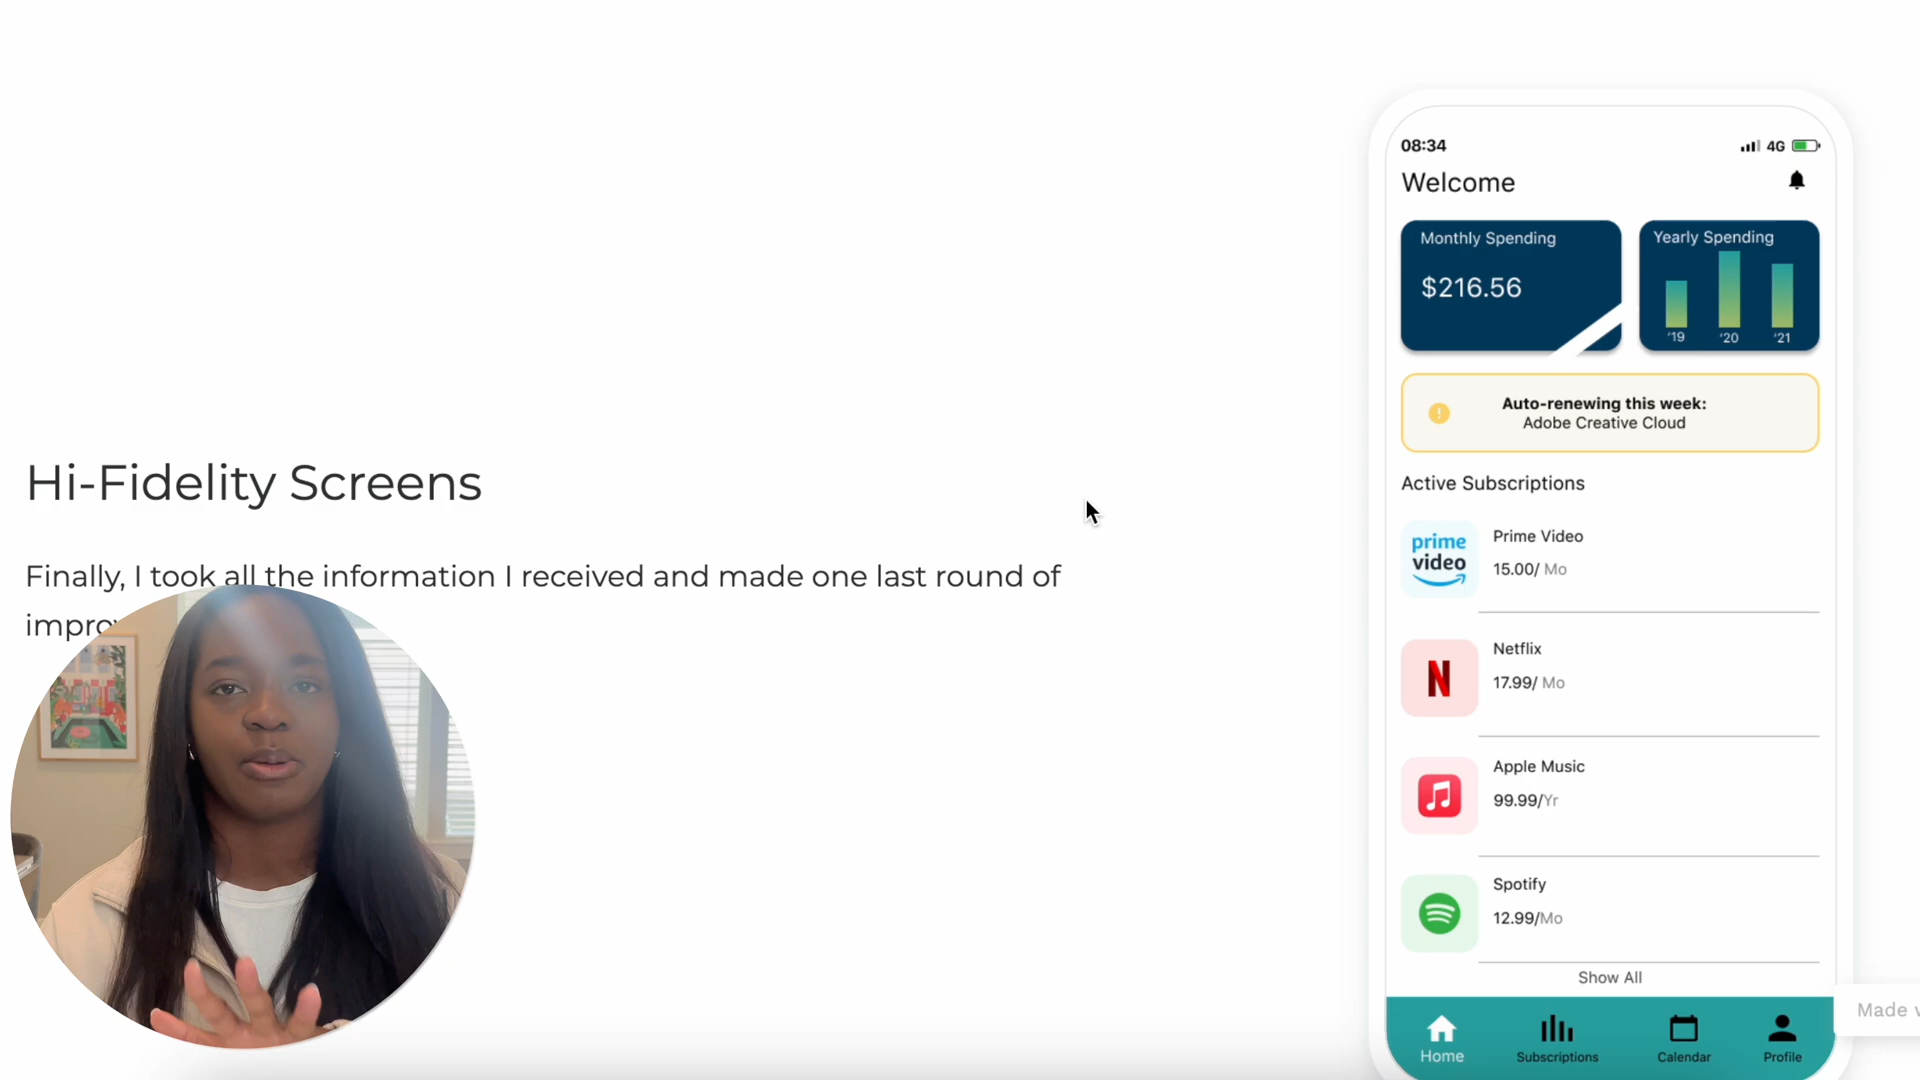 Hi-Fidelity Screens
Finally, I took all the information I received and made one last round of
08:34
4G
Welcome
Monthly Spending
$216.56
Yearly Spending
'19 '20 '21
Auto-renewing this week:
Adobe Creative Cloud
Active Subscriptions
prime
video
Prime Video
15.00/ Mo
N
Netflix
17.99/ Mo
Apple Music
99.99/Yr
Spotify
12.99/Mo
Show All
Home
Subscriptions
Calendar
Profile
Made